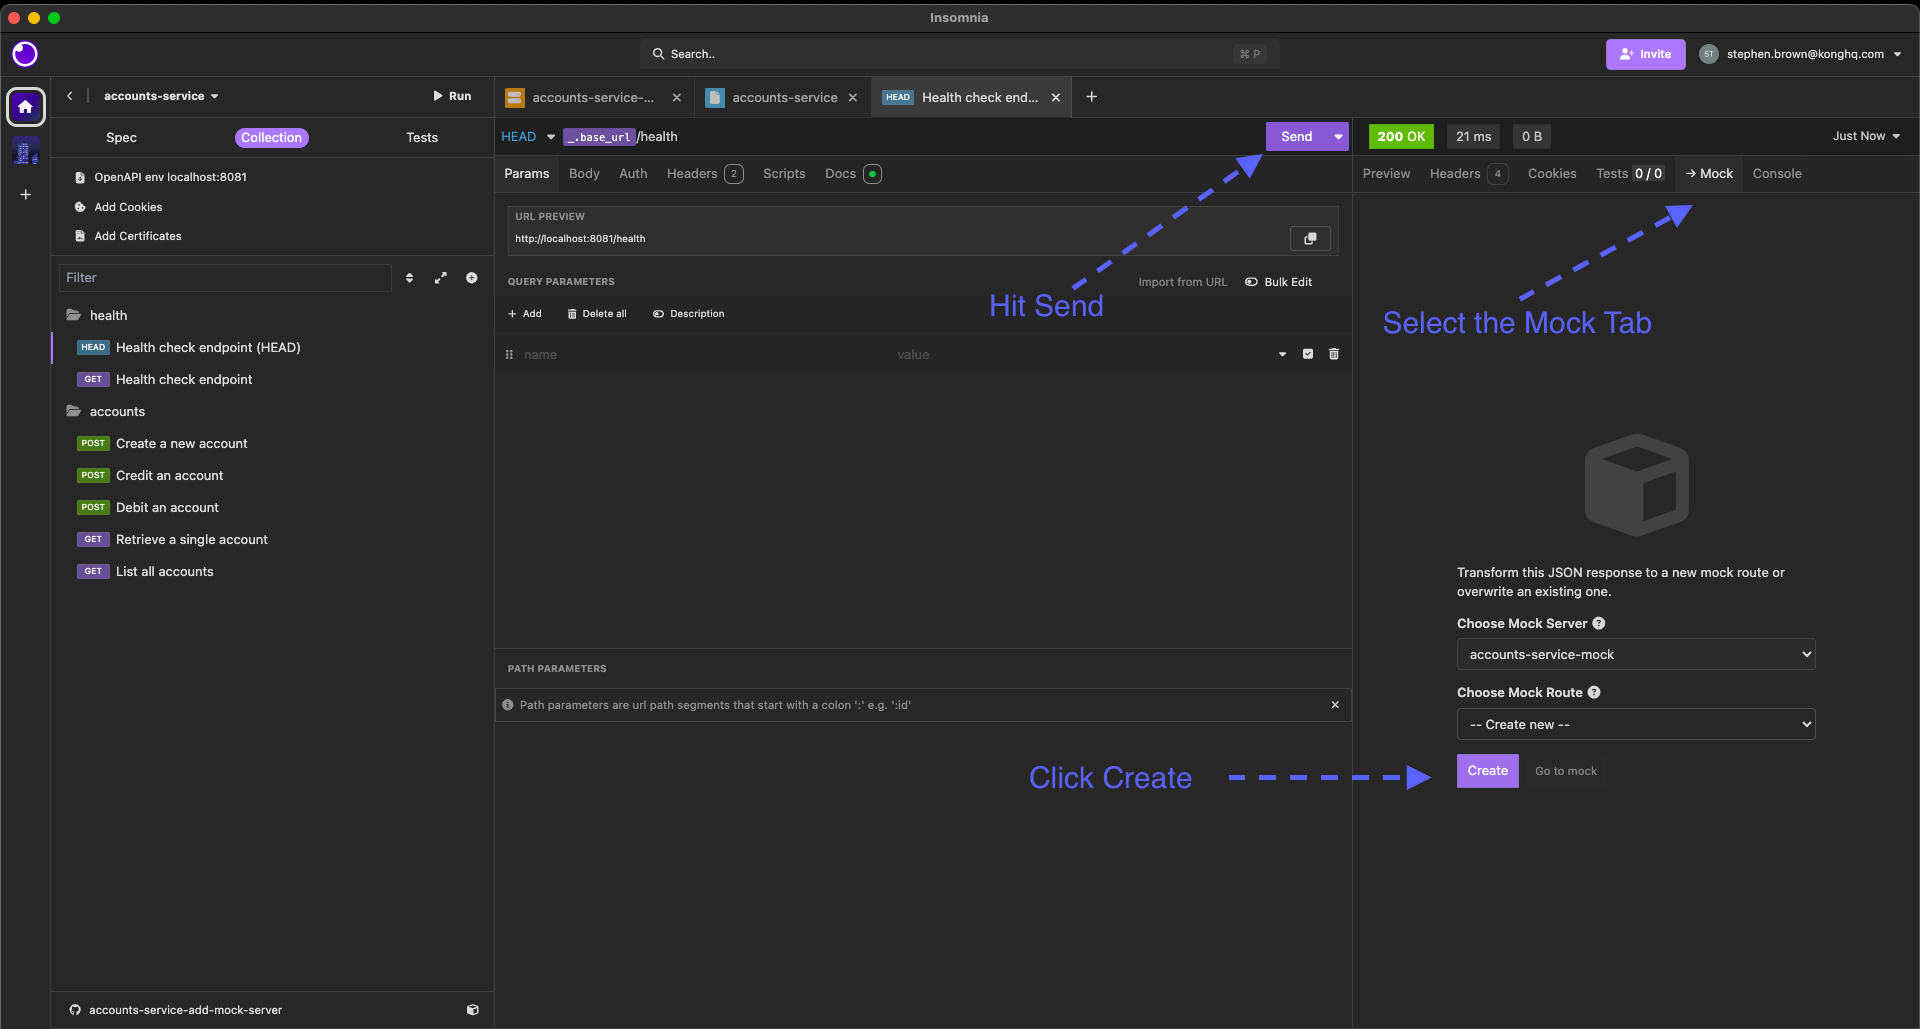 Insomnia
Search..
⌘ P
Invite
ST
stephen.brown@konghq.com
accounts-service
Run
accounts-service-...
accounts-service
HEAD Health check end...
Spec
Collection
Tests
HEAD
_.base_url/health
Send
200 OK
21 ms
0 B
Just Now
OpenAPI env localhost:8081
Add Cookies
Add Certificates
Params
Body
Auth
Headers 2
Scripts
Docs
Preview
Headers 4
Cookies
Tests 0 / 0
→ Mock
Console
URL PREVIEW
http://localhost:8081/health
Filter
QUERY PARAMETERS
Import from URL
Bulk Edit
Add
Delete all
Description
Hit Send
Select the Mock Tab
name
value
health
HEAD Health check endpoint (HEAD)
GET Health check endpoint
accounts
POST Create a new account
POST Credit an account
POST Debit an account
GET Retrieve a single account
GET List all accounts
PATH PARAMETERS
Path parameters are url path segments that start with a colon ':' e.g. ':id'
Click Create
Transform this JSON response to a new mock route or
overwrite an existing one.
Choose Mock Server
accounts-service-mock
Choose Mock Route
-- Create new --
Create
Go to mock
accounts-service-add-mock-server